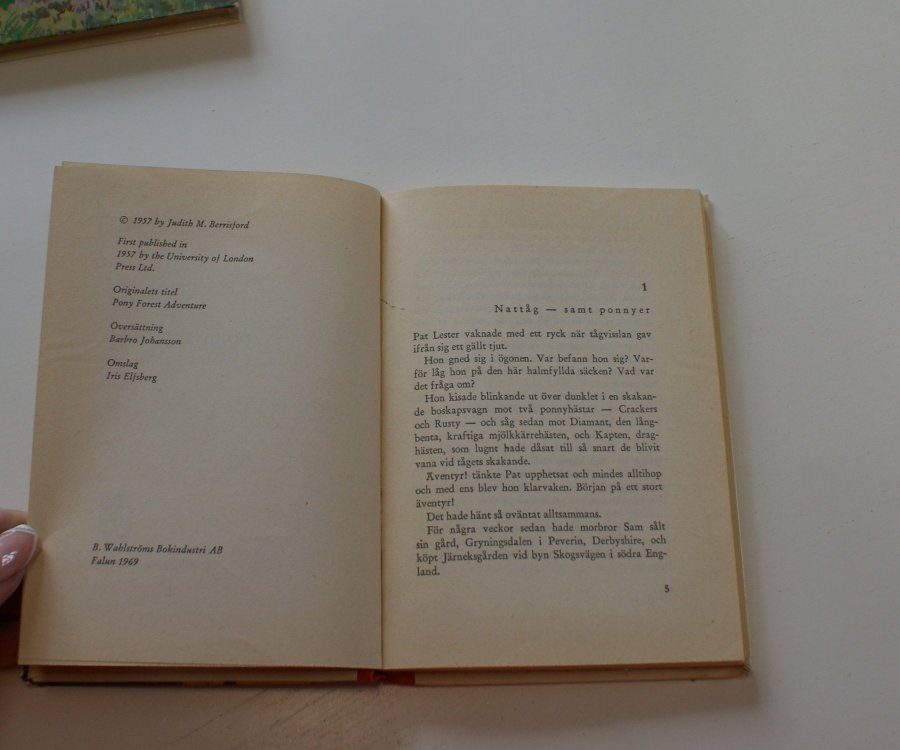 © 1957 by Judith M. Berrisford
First published in
1957 by the University of London
Press Ltd.
Originalets titel
Pony Forest Adventure
Översättning
Barbro Johansson
Omslag
Iris Elfsberg
B. Wahlströms Bokindustri AB
Falun 1969
1
Nattåg — samt ponnyer
Pat Lester vaknade med ett ryck när tågvisslan gav
ifrån sig ett gällt tjut.
Hon gned sig i ögonen. Var befann hon sig? Var-
för låg hon på den här halmfyllda säcken? Vad var
det fråga om?
Hon kisade blinkande ut över dunklet i en skakan-
de boskapsvagn mot två ponnyhästar — Crackers
och Rusty — och såg sedan mot Diamant, den lång-
benta, kraftiga mjölkkärrehästen, och Kapten, drag-
hästen, som lugnt hade dåsat till så snart de blivit
vana vid tågets skakande.
Äventyr! tänkte Pat upphetsat och mindes alltihop
och med ens blev hon klarvaken. Början på ett stort
äventyr!
Det hade hänt så oväntat alltsammans.
För några veckor sedan hade morbror Sam sålt
sin gård, Gryningsdalen i Peverin, Derbyshire, och
köpt Järneksgården vid byn Skogsvägen i södra Eng-
land.
5